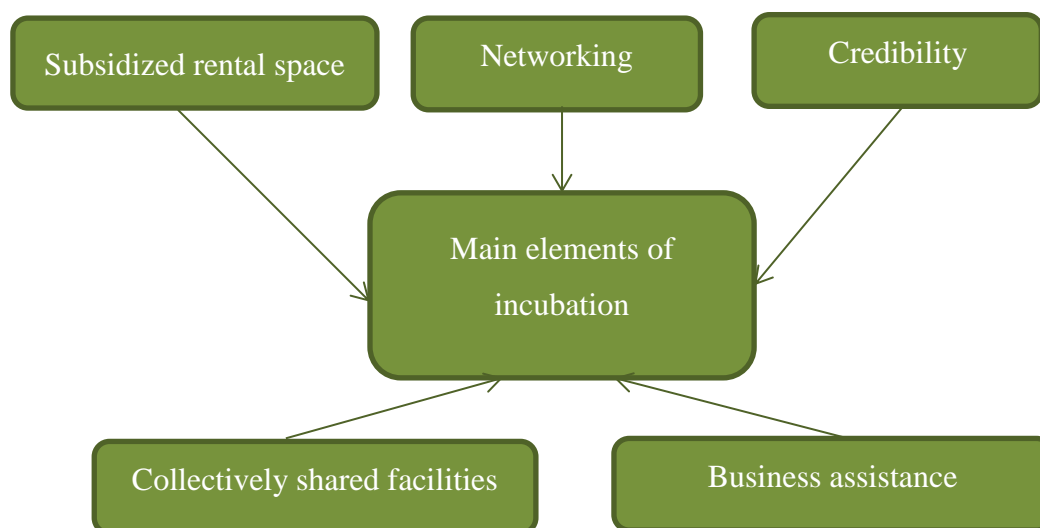 Subsidized rental space
Networking
Credibility
Main elements of
incubation
Collectively shared facilities
Business assistance